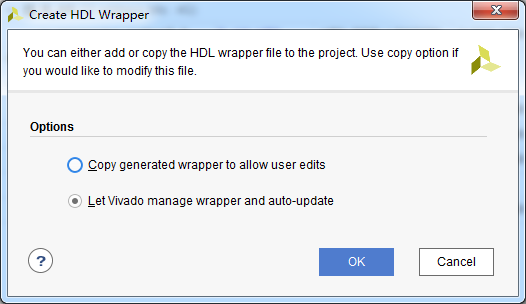 Create HDL Wrapper
You can either add or copy the HDL wrapper file to the project. Use copy option if
you would like to modify this file.
Options
Copy generated wrapper to allow user edits
Let Vivado manage wrapper and auto-update
?
OK
Cancel